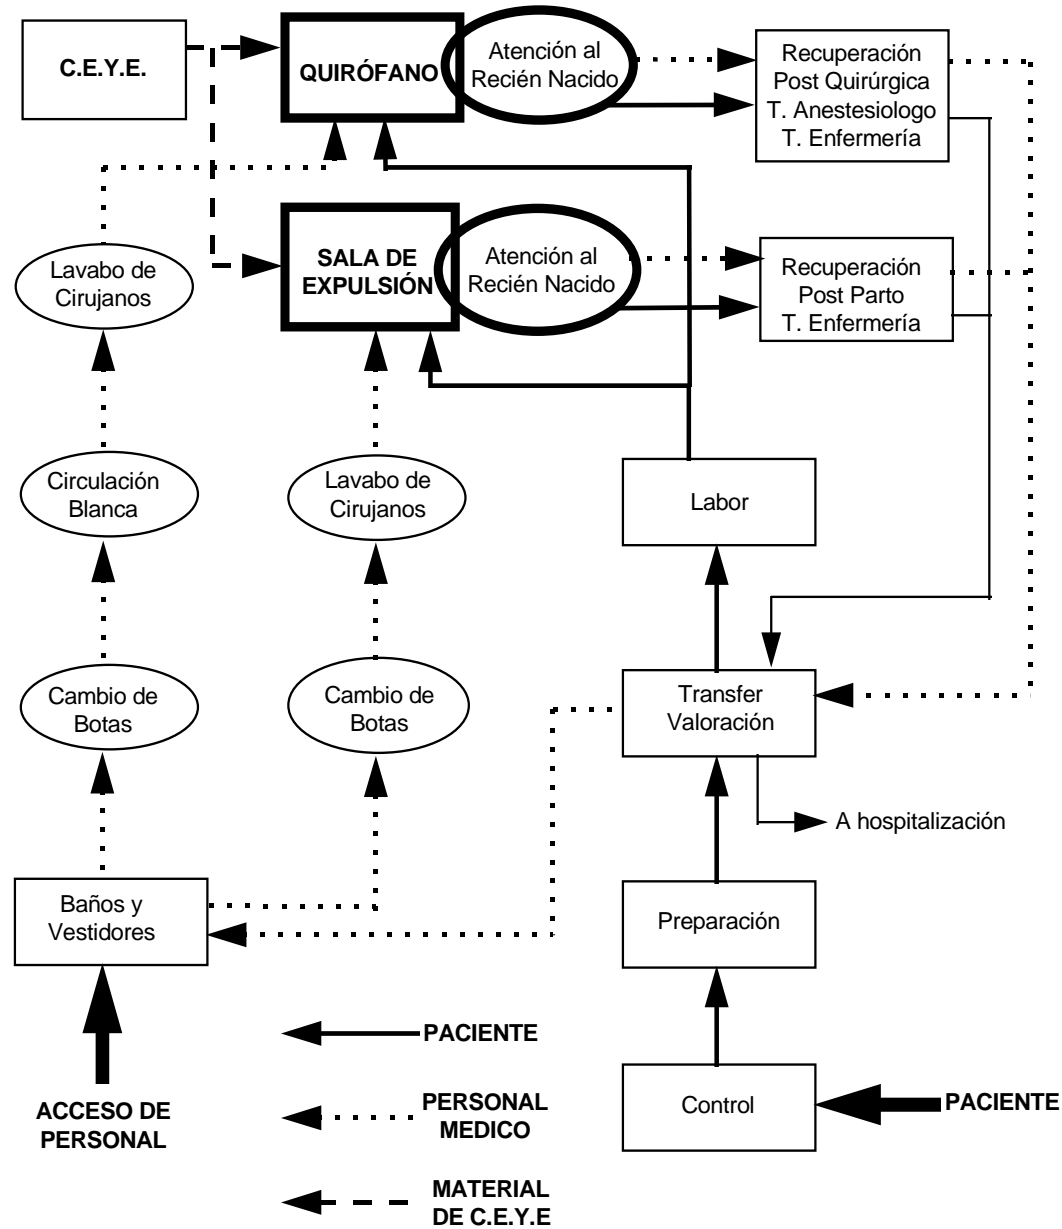 C.E.Y.E.
QUIRÓFANO
Atención al
Recién Nacido
Recuperación
Post Quirúrgica
T. Anestesiologo
T. Enfermería
SALA DE
EXPULSIÓN
Atención al
Recién Nacido
Recuperación
Post Parto
T. Enfermería
Lavabo de
Cirujanos
Circulación
Blanca
Lavabo de
Cirujanos
Labor
Cambio de
Botas
Cambio de
Botas
Transfer
Valoración
A hospitalización
Baños y
Vestidores
Preparación
PACIENTE
Control
PACIENTE
ACCESO DE
PERSONAL
PERSONAL
MEDICO
MATERIAL
DE C.E.Y.E